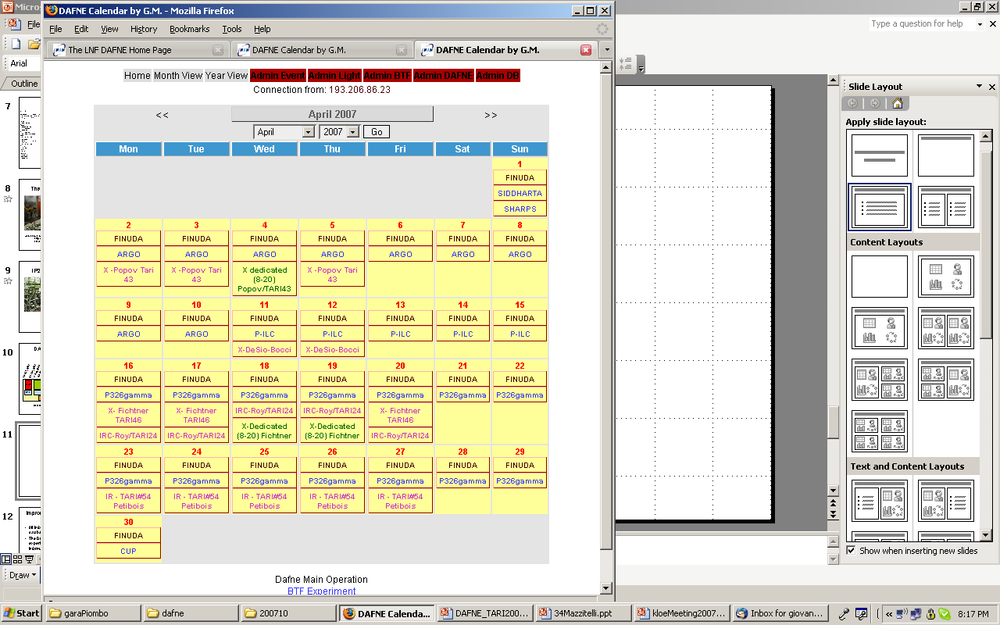 Micros
DAFNE Calendar by G.M. - Mozilla Firefox
Type a question for help
File
File Edit View History Bookmarks Tools Help
The LNF DAFNE Home Page
DAFNE Calendar by G.M.
DAFNE Calendar by G.M.
Arial
Outline
Home Month View Year View Admin Event Admin Light Admin BTF Admin DAFNE Admin DB
Connection from: 193.206.86.23
<< April 2007 >>
April 2007 Go
Mon Tue Wed Thu Fri Sat Sun
1
FINUDA
SIDDHARTA
SHARPS
2 3 4 5 6 7 8
FINUDA FINUDA FINUDA FINUDA FINUDA FINUDA FINUDA
ARGO ARGO ARGO ARGO ARGO ARGO ARGO
X -Popov Tari 43
X -Popov Tari 43
X dedicated (8-20) Popov/TARI43
X -Popov Tari 43
9 10 11 12 13 14 15
FINUDA FINUDA FINUDA FINUDA FINUDA FINUDA FINUDA
ARGO ARGO P-ILC P-ILC P-ILC P-ILC P-ILC
X-DeSio-Bocci X-DeSio-Bocci
16 17 18 19 20 21 22
FINUDA FINUDA FINUDA FINUDA FINUDA FINUDA FINUDA
P326gamma P326gamma P326gamma P326gamma P326gamma P326gamma P326gamma
X- Fichtner TARI46
X- Fichtner TARI46
IRC-Roy/TARI24
IRC-Roy/TARI24
X- Fichtner TARI46
IRC-Roy/TARI24
IRC-Roy/TARI24
X-Dedicated (8-20) Fichtner
X-Dedicated (8-20) Fichtner
IRC-Roy/TARI24
23 24 25 26 27 28 29
FINUDA FINUDA FINUDA FINUDA FINUDA FINUDA FINUDA
P326gamma P326gamma P326gamma P326gamma P326gamma P326gamma P326gamma
IR - TARI#54 Petibois
IR - TARI#54 Petibois
IR - TARI#54 Petibois
IR - TARI#54 Petibois
IR - TARI#54 Petibois
30
FINUDA
CUP
Dafne Main Operation
BTF Experiment
7
8
The
9
IP2
10
DA
11
12
Improv
Slide Layout
Apply slide layout:
Content Layouts
Text and Content Layouts
Show when inserting new slides
Draw
Start
garaPiombo
dafne
200710
DAFNE Calenda...
DAFNE_TARI200...
34Mazzitelli.ppt
kloeMeeting2007...
Inbox for giovan...
8:17 PM